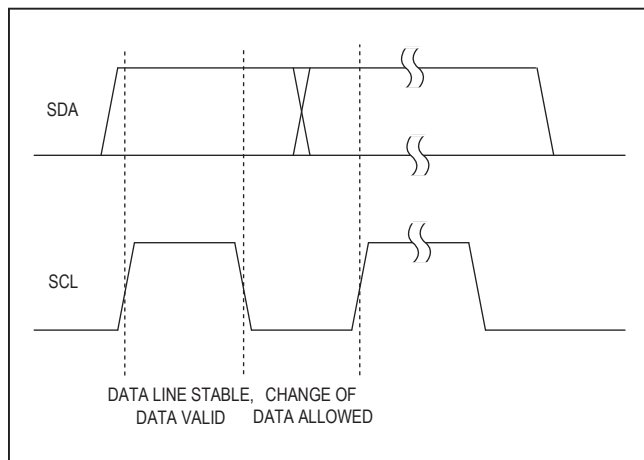 SDA
SCL
DATA LINE STABLE,
DATA VALID
CHANGE OF
DATA ALLOWED